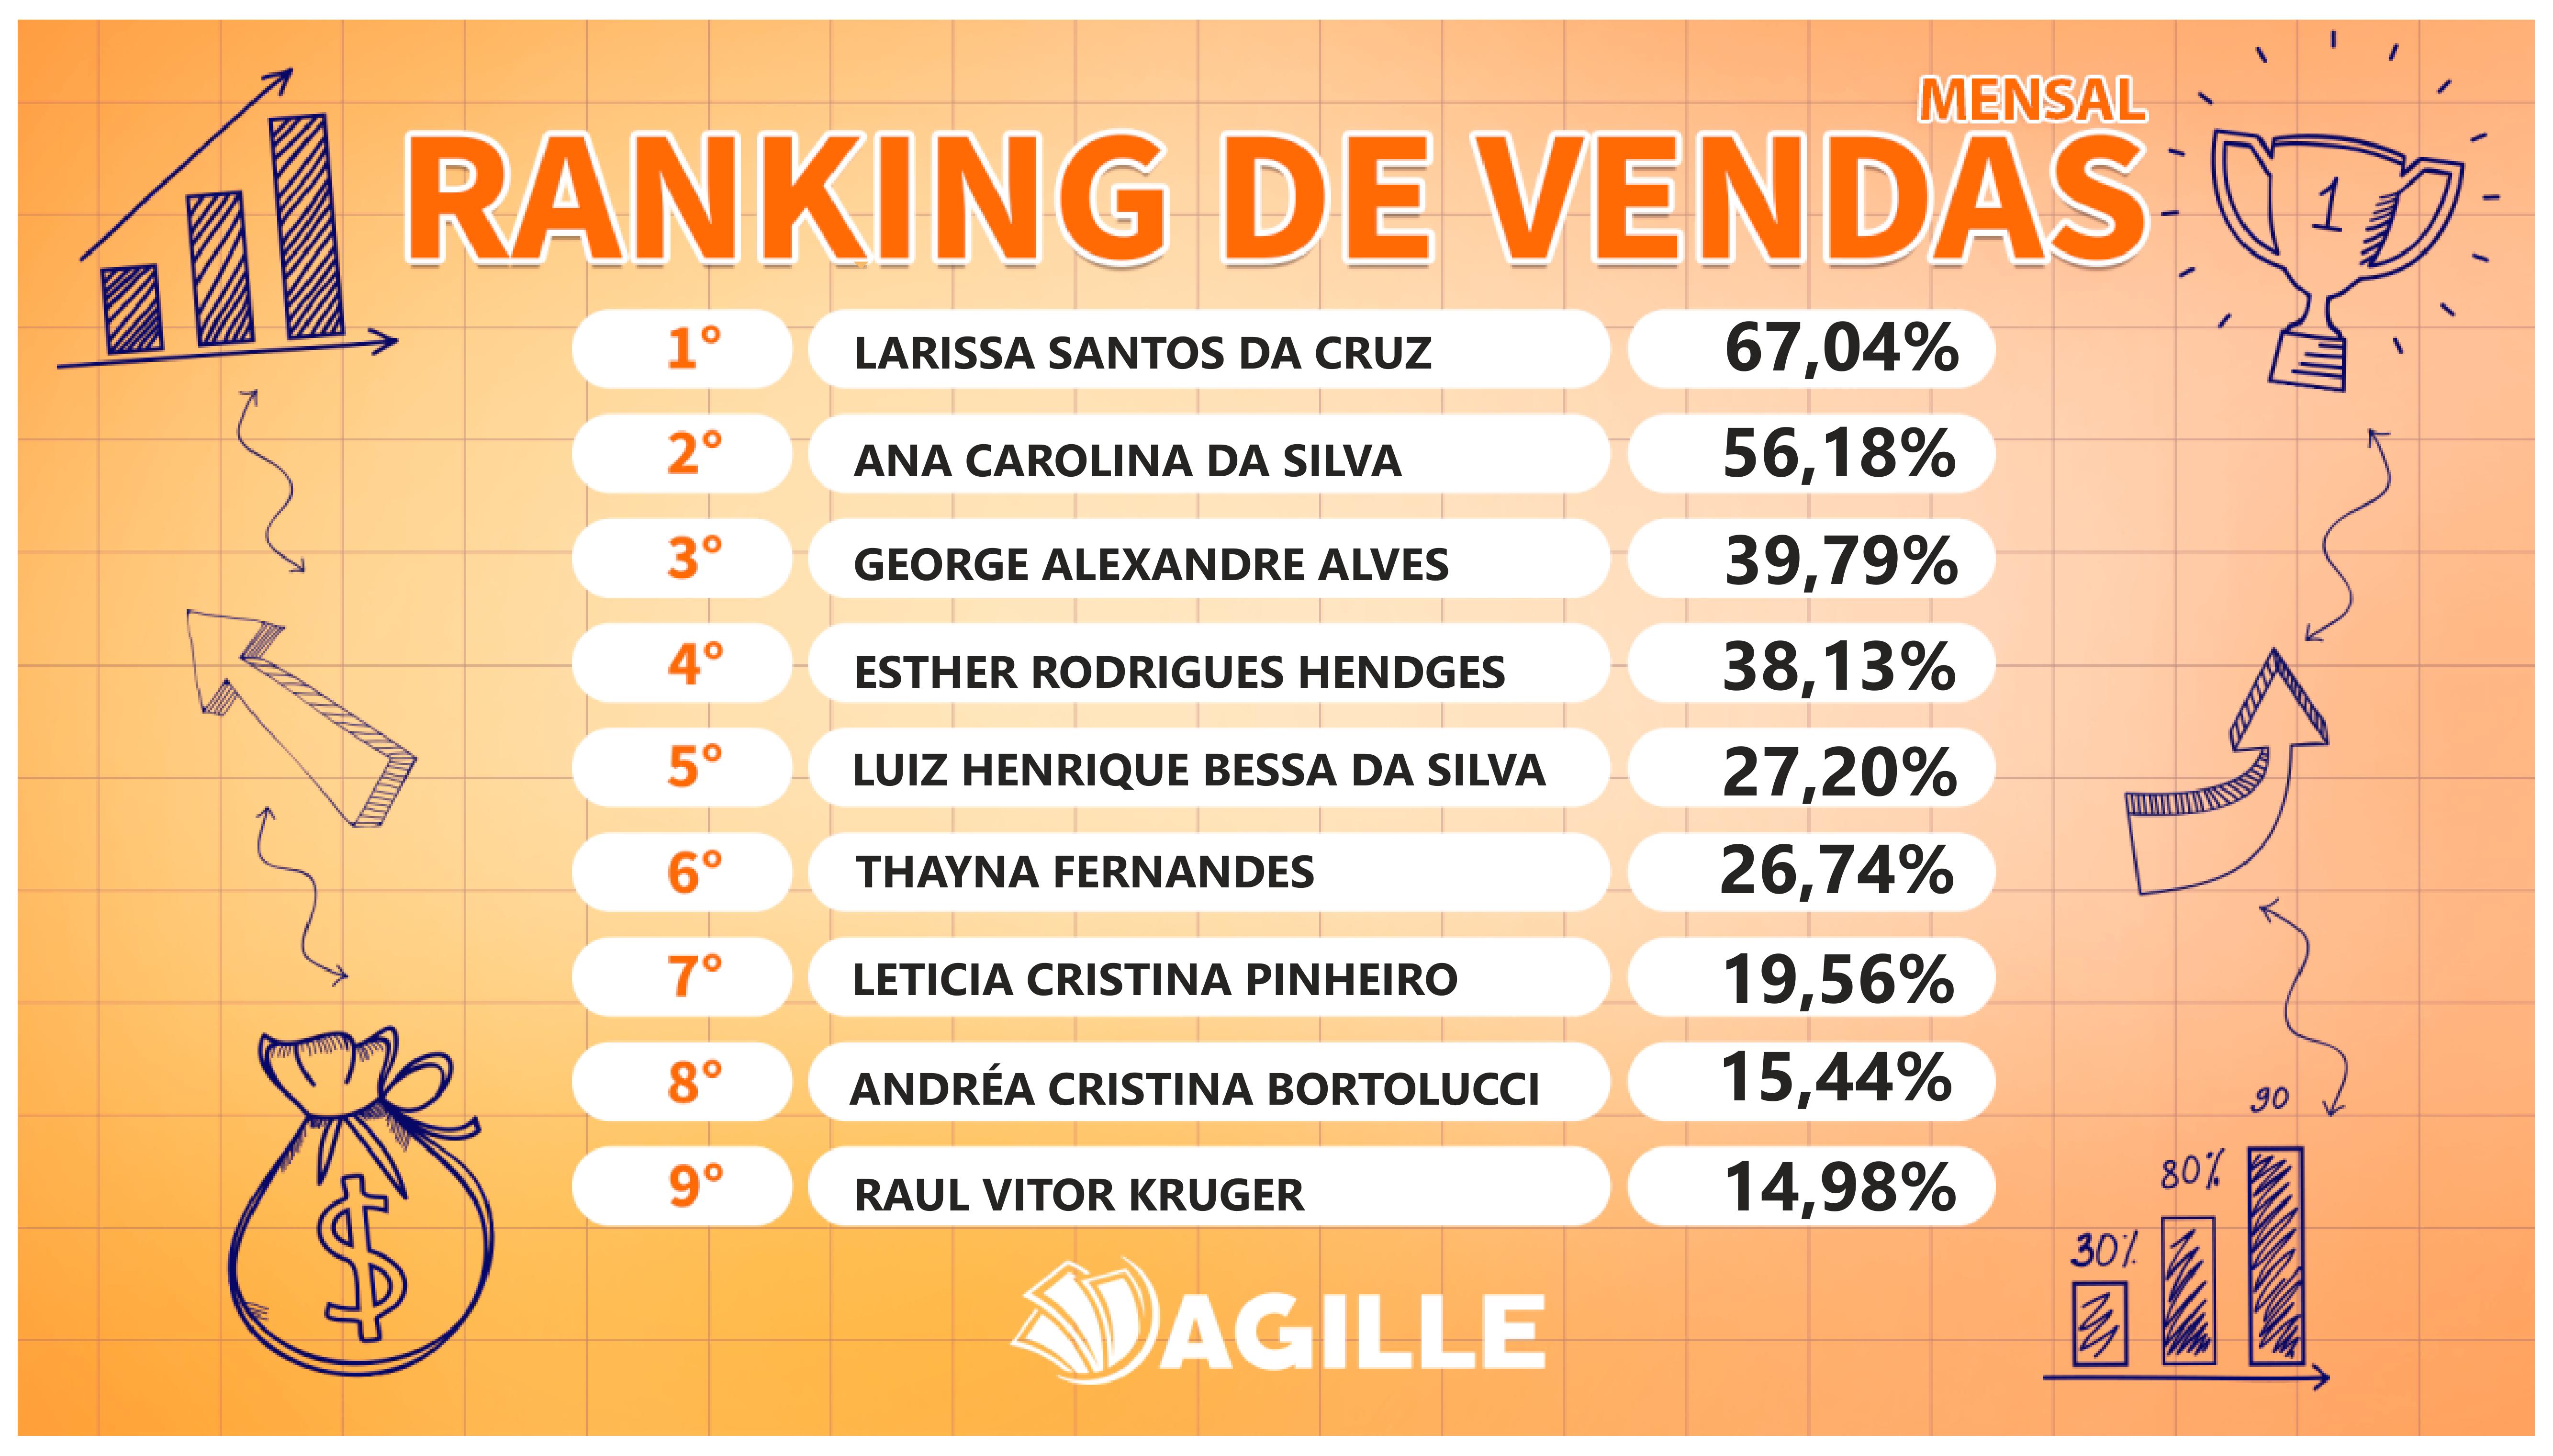 MENSAL
RANKING DE VENDAS
1
1° LARISSA SANTOS DA CRUZ 67,04%
2° ANA CAROLINA DA SILVA 56,18%
3° GEORGE ALEXANDRE ALVES 39,79%
4° ESTHER RODRIGUES HENDGES 38,13%
5° LUIZ HENRIQUE BESSA DA SILVA 27,20%
6° THAYNA FERNANDES 26,74%
7° LETICIA CRISTINA PINHEIRO 19,56%
8° ANDRÉA CRISTINA BORTOLUCCI 15,44%
9° RAUL VITOR KRUGER 14,98%
$
AGILLE
90
80%
30%